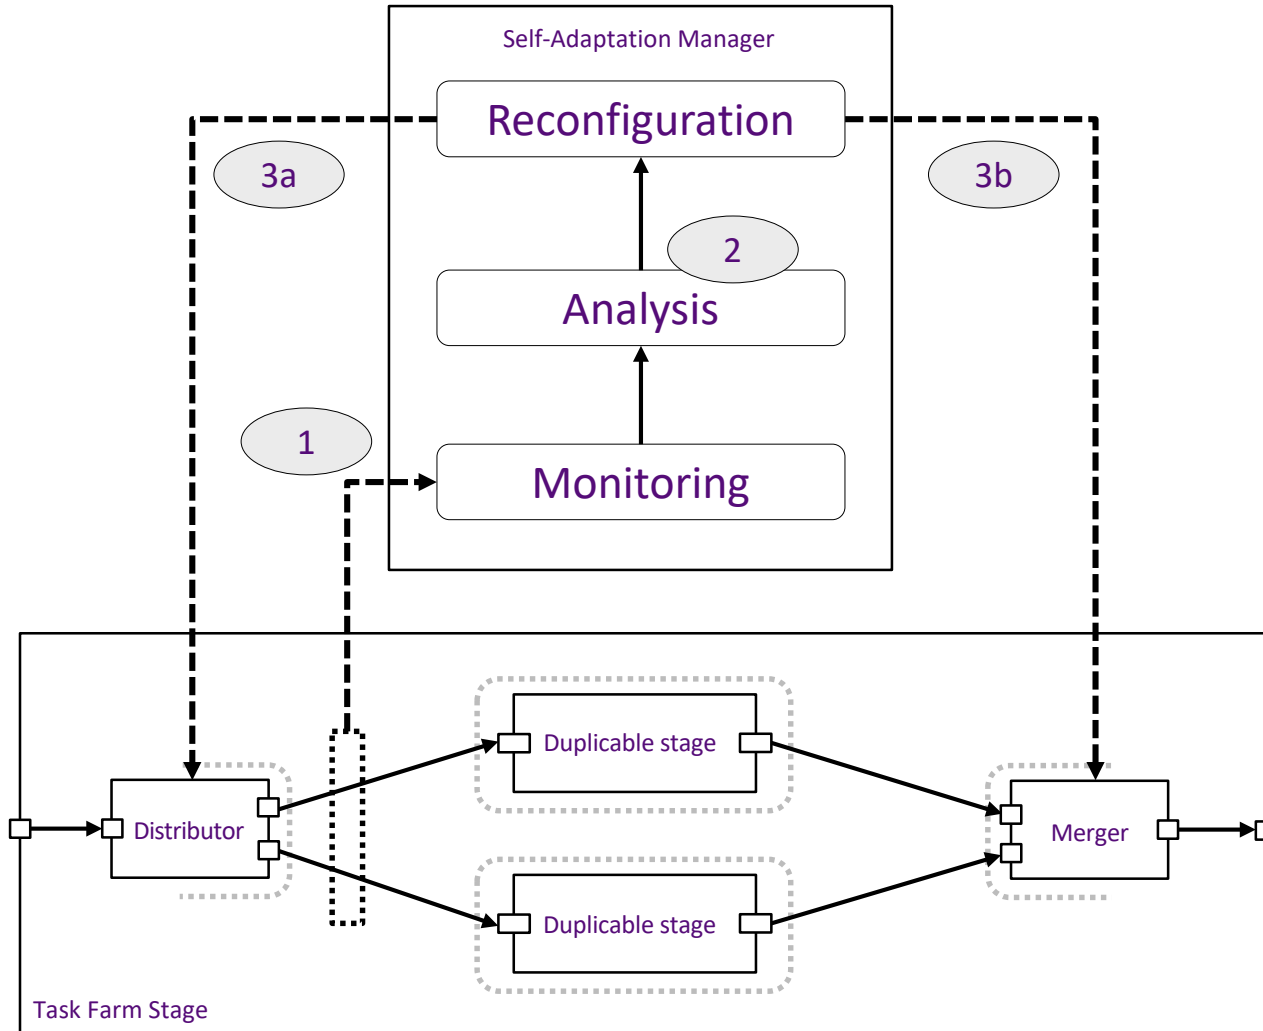 Self-Adaptation Manager
Reconfiguration
3a
3b
2
Analysis
1
Monitoring
Duplicable stage
Distributor
Merger
Duplicable stage
Task Farm Stage